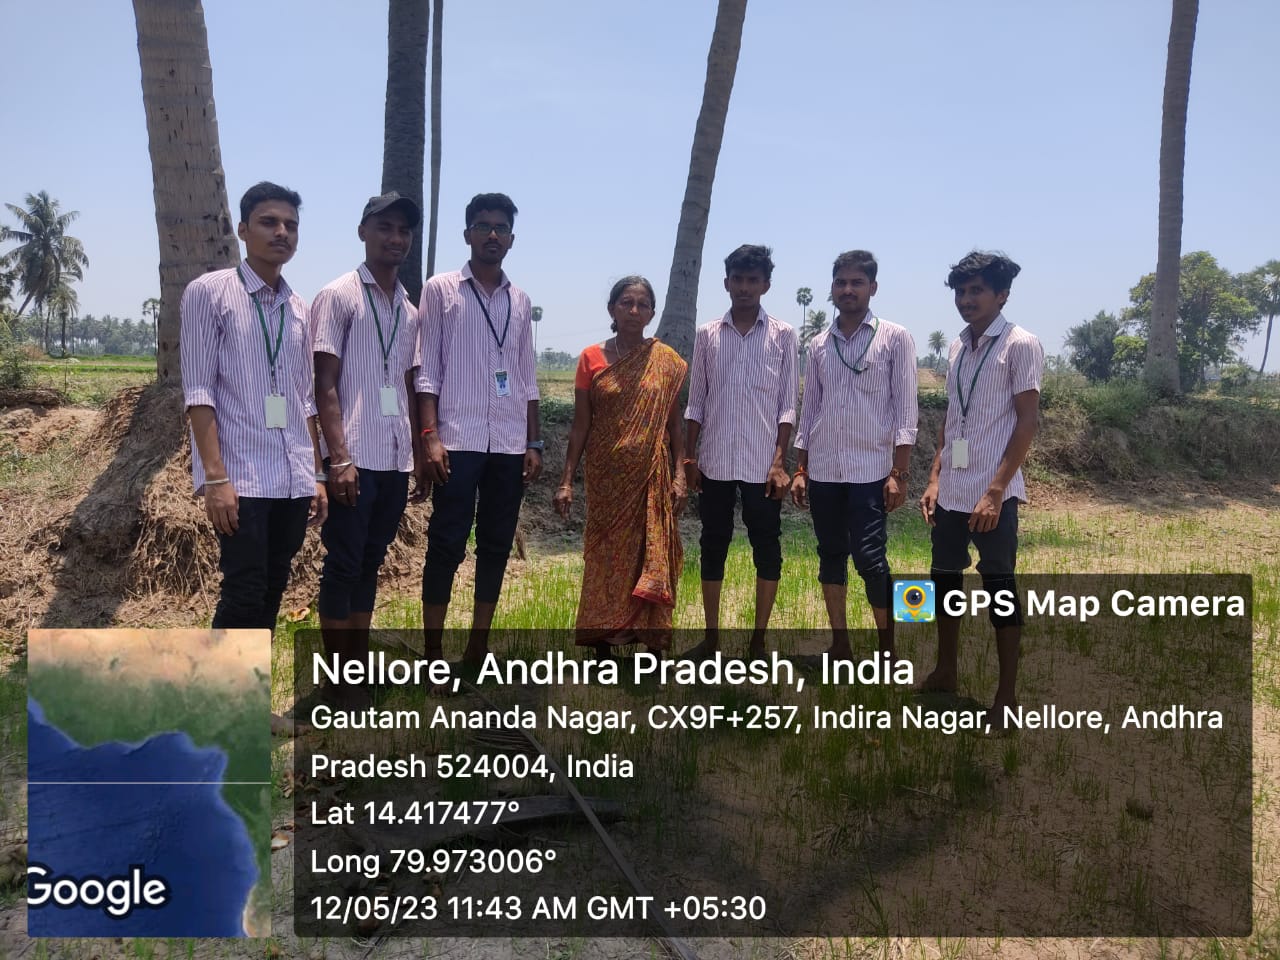 GPS Map Camera
Nellore, Andhra Pradesh, India
Gautam Ananda Nagar, CX9F+257, Indira Nagar, Nellore, Andhra
Pradesh 524004, India
Lat 14.417477°
Long 79.973006°
12/05/23 11:43 AM GMT +05:30
Google